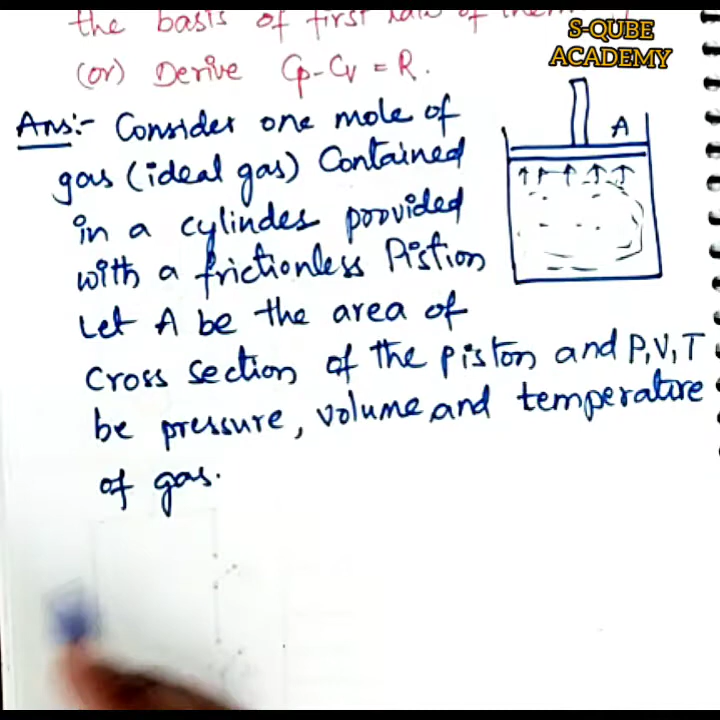 the basis of first law of
S-QUBE
ACADEMY
(or) Derive Cp-Cv = R.
Ans:- Consider one mole of
gas (ideal gas) Contained
in a cylinder provided
with a frictionless Pistion
Let A be the area of
Cross section of the piston and P,V,T
be pressure, volume and temperature
of gas.
A